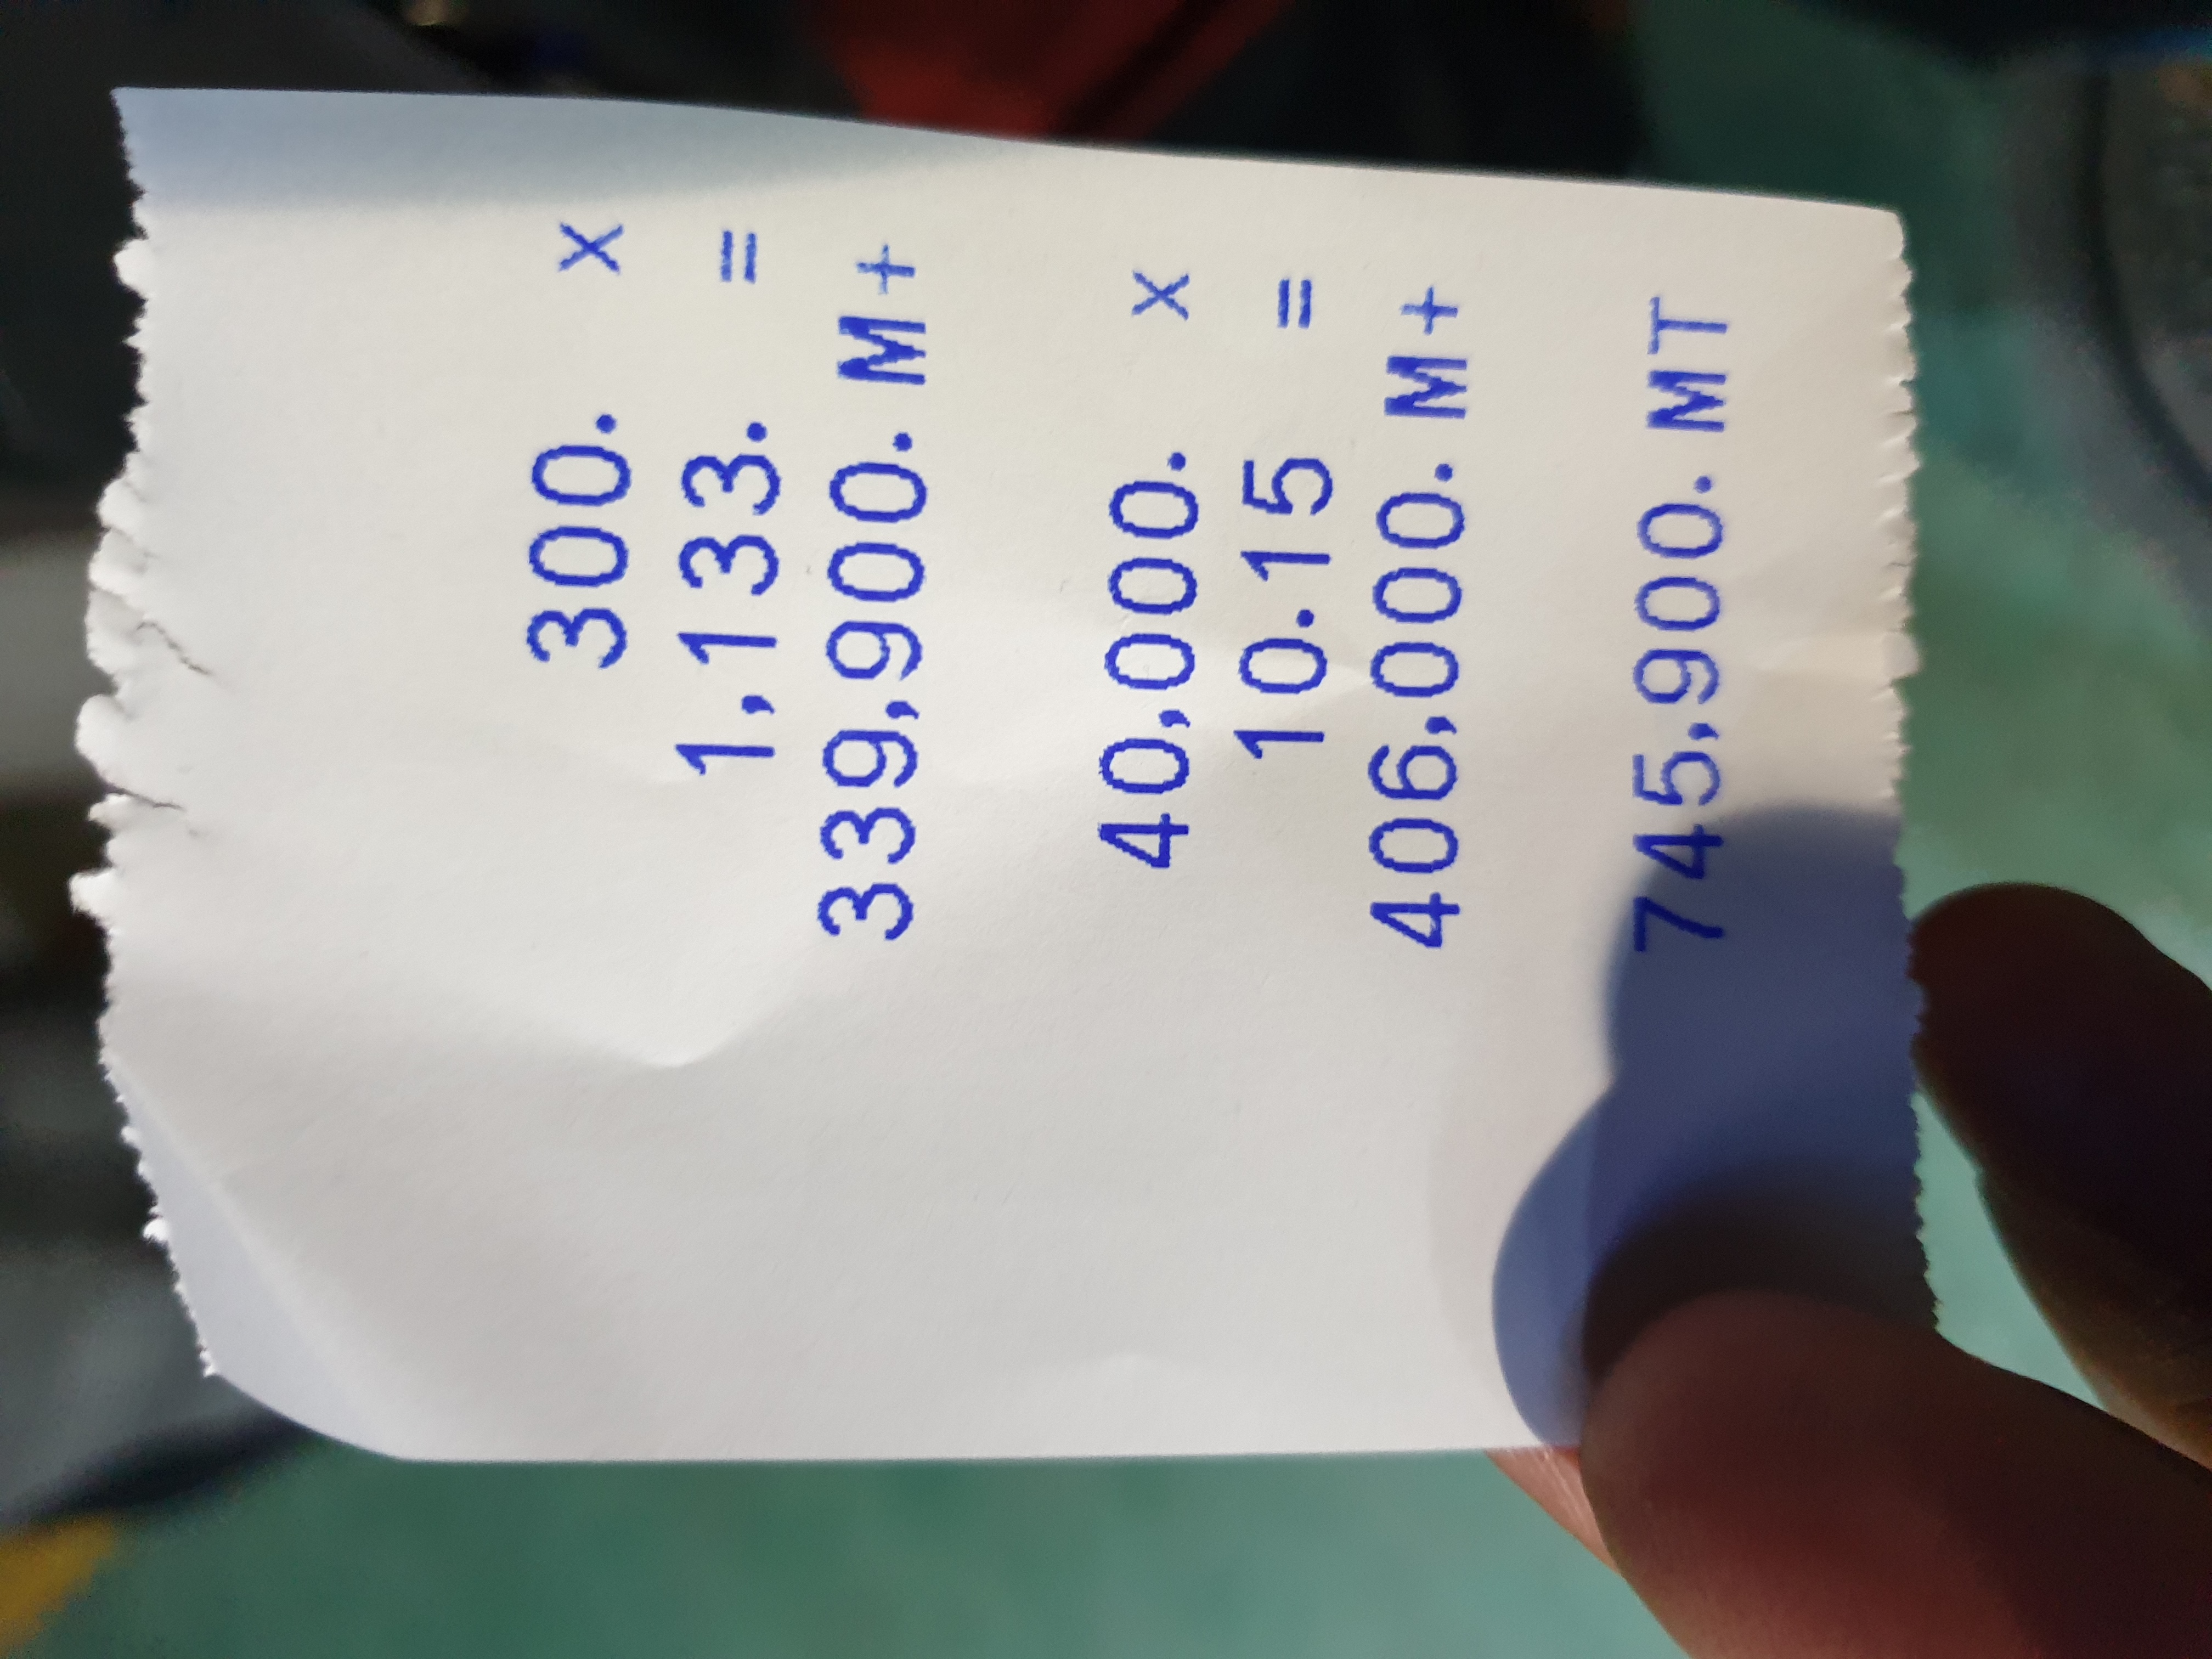 300. x
1,133. =
339,900. M+
40,000. x
10.15 =
406,000. M+
745,900. MT